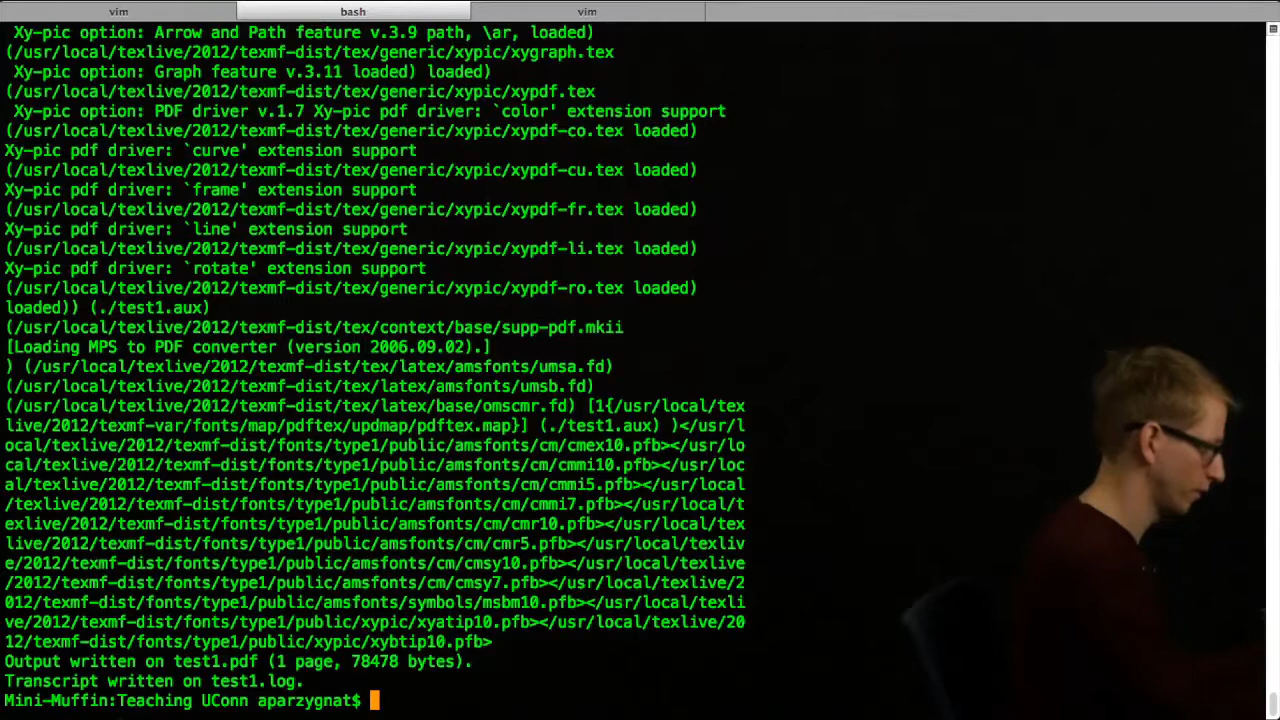 vim
bash
vim
Xy-pic option: Arrow and Path feature v.3.9 path, \ar, loaded)
(/usr/local/texlive/2012/texmf-dist/tex/generic/xypic/xygraph.tex
Xy-pic option: Graph feature v.3.11 loaded) loaded)
(/usr/local/texlive/2012/texmf-dist/tex/generic/xypic/xypdf.tex
Xy-pic option: PDF driver v.1.7 Xy-pic pdf driver: `color' extension support
(/usr/local/texlive/2012/texmf-dist/tex/generic/xypic/xypdf-co.tex loaded)
Xy-pic pdf driver: `curve' extension support
(/usr/local/texlive/2012/texmf-dist/tex/generic/xypic/xypdf-cu.tex loaded)
Xy-pic pdf driver: `frame' extension support
(/usr/local/texlive/2012/texmf-dist/tex/generic/xypic/xypdf-fr.tex loaded)
Xy-pic pdf driver: `line' extension support
(/usr/local/texlive/2012/texmf-dist/tex/generic/xypic/xypdf-li.tex loaded)
Xy-pic pdf driver: `rotate' extension support
(/usr/local/texlive/2012/texmf-dist/tex/generic/xypic/xypdf-ro.tex loaded)
loaded)) (./test1.aux)
(/usr/local/texlive/2012/texmf-dist/tex/context/base/supp-pdf.mkii
[Loading MPS to PDF converter (version 2006.09.02).]
) (/usr/local/texlive/2012/texmf-dist/tex/latex/amsfonts/umsa.fd)
(/usr/local/texlive/2012/texmf-dist/tex/latex/amsfonts/umsb.fd)
(/usr/local/texlive/2012/texmf-dist/tex/latex/base/omscmr.fd) [1{/usr/local/tex
live/2012/texmf-var/fonts/map/pdftex/updmap/pdftex.map}] (./test1.aux) )</usr/l
ocal/texlive/2012/texmf-dist/fonts/type1/public/amsfonts/cm/cmex10.pfb></usr/lo
cal/texlive/2012/texmf-dist/fonts/type1/public/amsfonts/cm/cmmi10.pfb></usr/loc
al/texlive/2012/texmf-dist/fonts/type1/public/amsfonts/cm/cmmi5.pfb></usr/local
/texlive/2012/texmf-dist/fonts/type1/public/amsfonts/cm/cmmi7.pfb></usr/local/t
exlive/2012/texmf-dist/fonts/type1/public/amsfonts/cm/cmr10.pfb></usr/local/tex
live/2012/texmf-dist/fonts/type1/public/amsfonts/cm/cmr5.pfb></usr/local/texliv
e/2012/texmf-dist/fonts/type1/public/amsfonts/cm/cmsy10.pfb></usr/local/texlive
/2012/texmf-dist/fonts/type1/public/amsfonts/cm/cmsy7.pfb></usr/local/texlive/2
012/texmf-dist/fonts/type1/public/amsfonts/symbols/msbm10.pfb></usr/local/texli
ve/2012/texmf-dist/fonts/type1/public/xypic/xyatip10.pfb></usr/local/texlive/20
12/texmf-dist/fonts/type1/public/xypic/xybtip10.pfb>
Output written on test1.pdf (1 page, 78478 bytes).
Transcript written on test1.log.
Mini-Muffin:Teaching UConn aparzygnat$